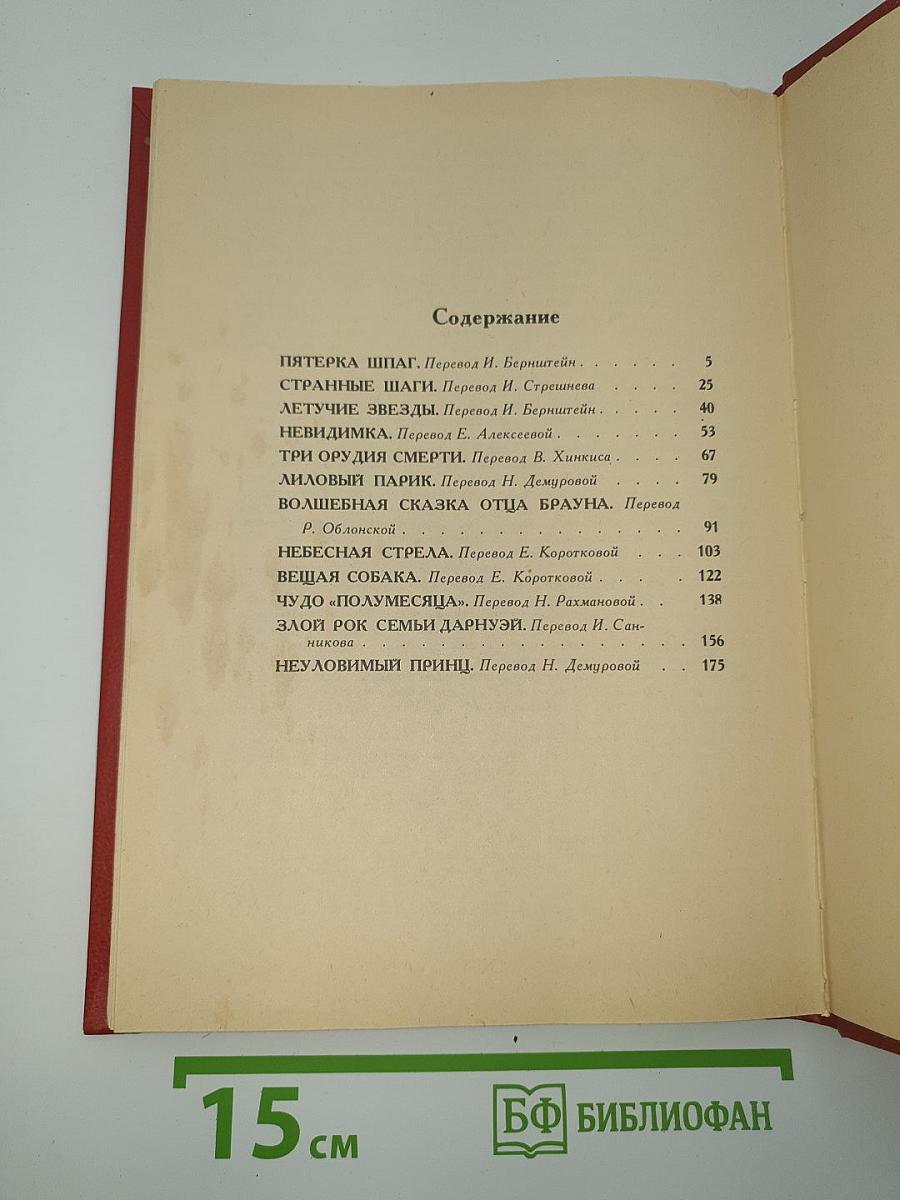 Содержание
ПЯТЕРКА ШПАГ. Перевод И. Бернштейн . . . . . . 5
СТРАННЫЕ ШАГИ. Перевод И. Стрешнева . . . . 25
ЛЕТУЧИЕ ЗВЕЗДЫ. Перевод И. Бернштейн . . . . . 40
НЕВИДИМКА. Перевод Е. Алексеевой . . . . . . . 53
ТРИ ОРУДИЯ СМЕРТИ. Перевод В. Хинкиса . . . . 67
ЛИЛОВЫЙ ПАРИК. Перевод Н. Демуровой . . . . 79
ВОЛШЕБНАЯ СКАЗКА ОТЦА БРАУНА. Перевод
Р. Облонской . . . . . . . . . . . . . . . 91
НЕБЕСНАЯ СТРЕЛА. Перевод Е. Коротковой . . . 103
ВЕЩАЯ СОБАКА. Перевод Е. Коротковой . . . . 122
ЧУДО «ПОЛУМЕСЯЦА». Перевод Н. Рахмановой . . 138
ЗЛОЙ РОК СЕМЬИ ДАРНУЭЙ. Перевод И. Сан-
никова . . . . . . . . . . . . . . . . . 156
НЕУЛОВИМЫЙ ПРИНЦ. Перевод Н. Демуровой . . 175
15 см
БФ БИБЛИОФАН